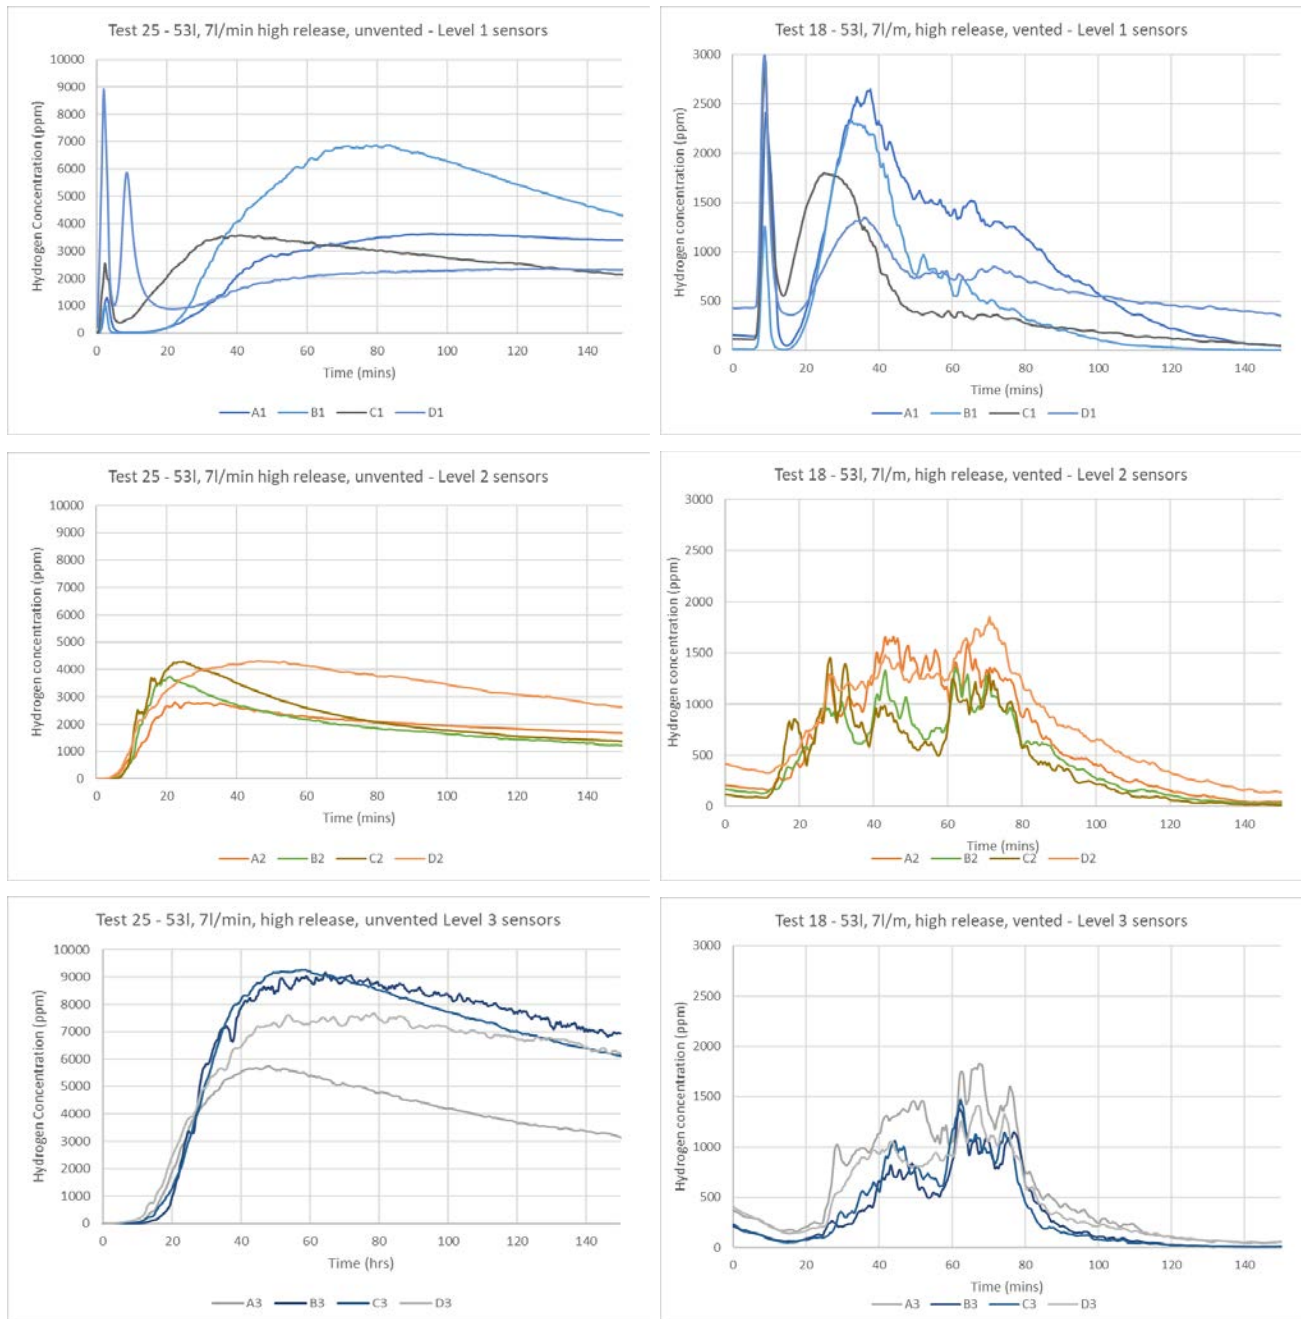 Test 25 - 53l, 7l/min high release, unvented - Level 1 sensors
10000
9000
8000
7000
6000
5000
4000
3000
2000
1000
0
Hydrogen Concentration (ppm)
0 20 40 60 80 100 120 140
Time (mins)
A1 B1 C1 D1
Test 18 - 53l, 7l/m, high release, vented - Level 1 sensors
3000
2500
2000
1500
1000
500
0
Hydrogen concentration (ppm)
0 20 40 60 80 100 120 140
Time (mins)
A1 B1 C1 D1
Test 25 - 53l, 7l/min high release, unvented - Level 2 sensors
10000
9000
8000
7000
6000
5000
4000
3000
2000
1000
0
Hydrogen concentration (ppm)
0 20 40 60 80 100 120 140
Time (mins)
A2 B2 C2 D2
Test 18 - 53l, 7l/m, high release, vented - Level 2 sensors
3000
2500
2000
1500
1000
500
0
Hydrogen concentration (ppm)
0 20 40 60 80 100 120 140
Time (mins)
A2 B2 C2 D2
Test 25 - 53l, 7l/min, high release, unvented Level 3 sensors
10000
9000
8000
7000
6000
5000
4000
3000
2000
1000
0
Hydrogen Concentration (ppm)
0 20 40 60 80 100 120 140
Time (hrs)
A3 B3 C3 D3
Test 18 - 53l, 7l/m, high release, vented - Level 3 sensors
3000
2500
2000
1500
1000
500
0
Hydrogen concentration (ppm)
0 20 40 60 80 100 120 140
Time (mins)
A3 B3 C3 D3